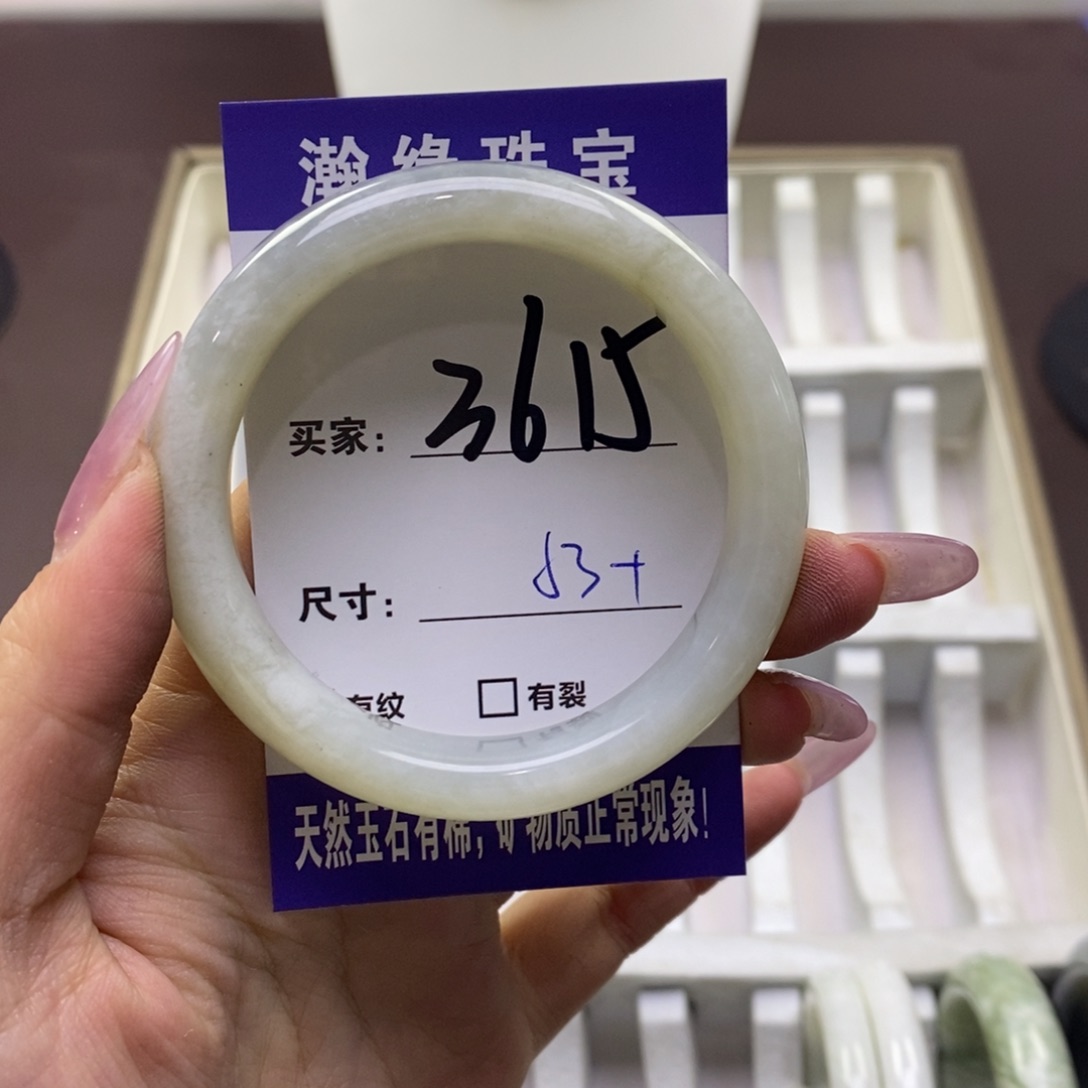 瀚缘珠宝
买家: 3615
尺寸: 53+
有纹 □有裂
天然玉石有棉, 矿物质正常现象!